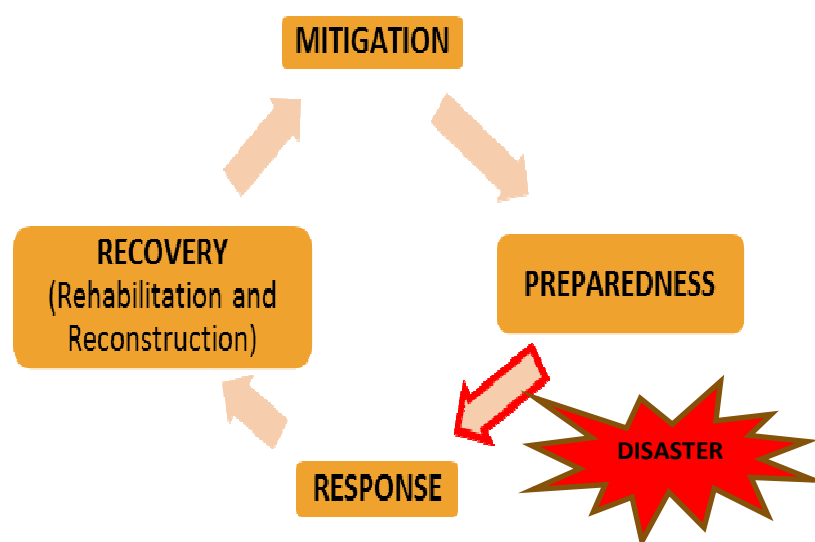 MITIGATION
RECOVERY
(Rehabilitation and
Reconstruction)
PREPAREDNESS
DISASTER
RESPONSE